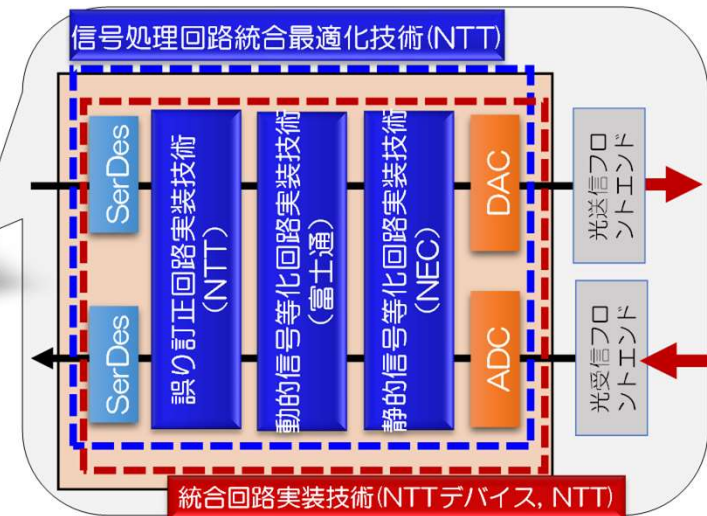 信号処理回路統合最適化技術(NTT)
SerDes
SerDes
誤り訂正回路実装技術
(NTT)
動的信号等化回路実装技術
(富士通)
静的信号等化回路実装技術
(NEC)
DAC
ADC
光送信フロ
ントエンド
光受信フロ
ントエンド
統合回路実装技術(NTTデバイス, NTT)